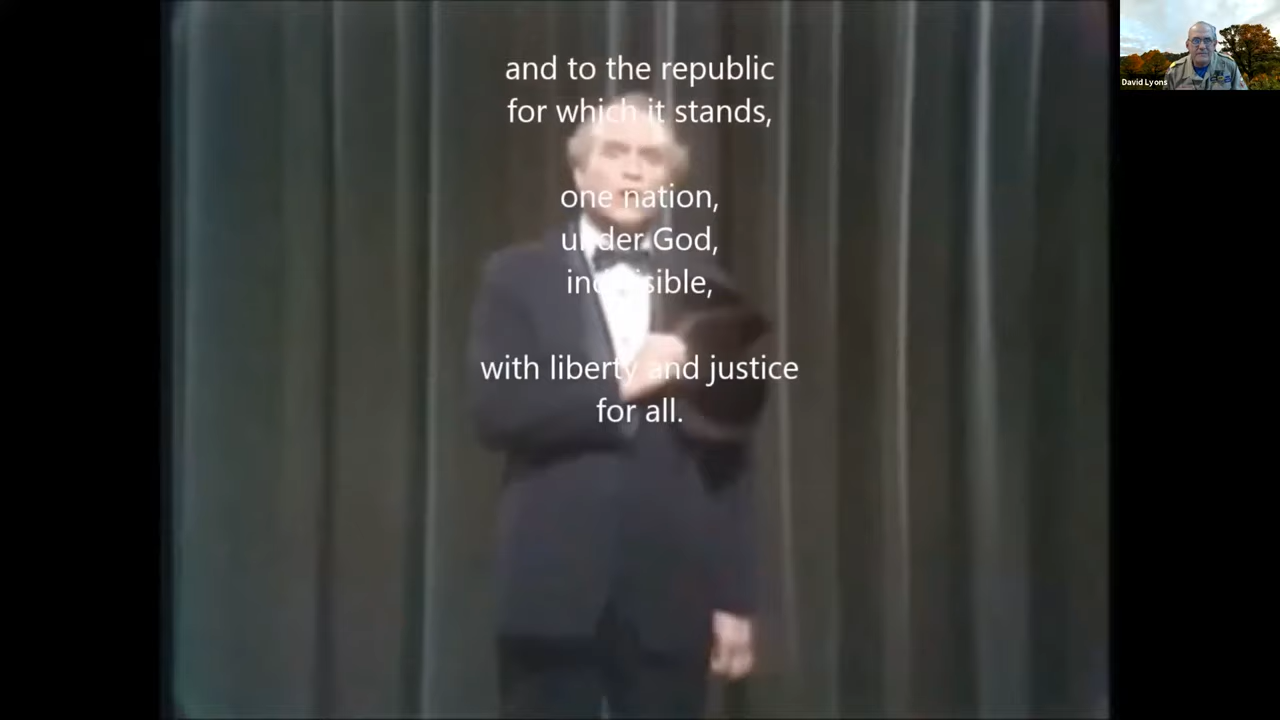 and to the republic
for which it stands,
one nation,
under God,
indivisible,
with liberty and justice
for all.
David Lyons